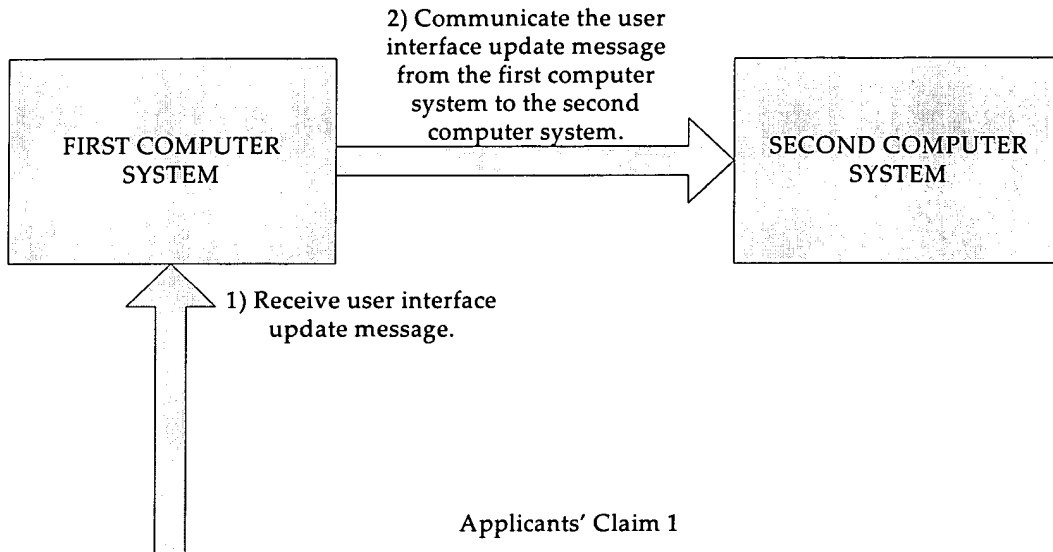 2) Communicate the user
interface update message
from the first computer
system to the second
computer system.
FIRST COMPUTER
SYSTEM
SECOND COMPUTER
SYSTEM
1) Receive user interface
update message.
Applicants' Claim 1